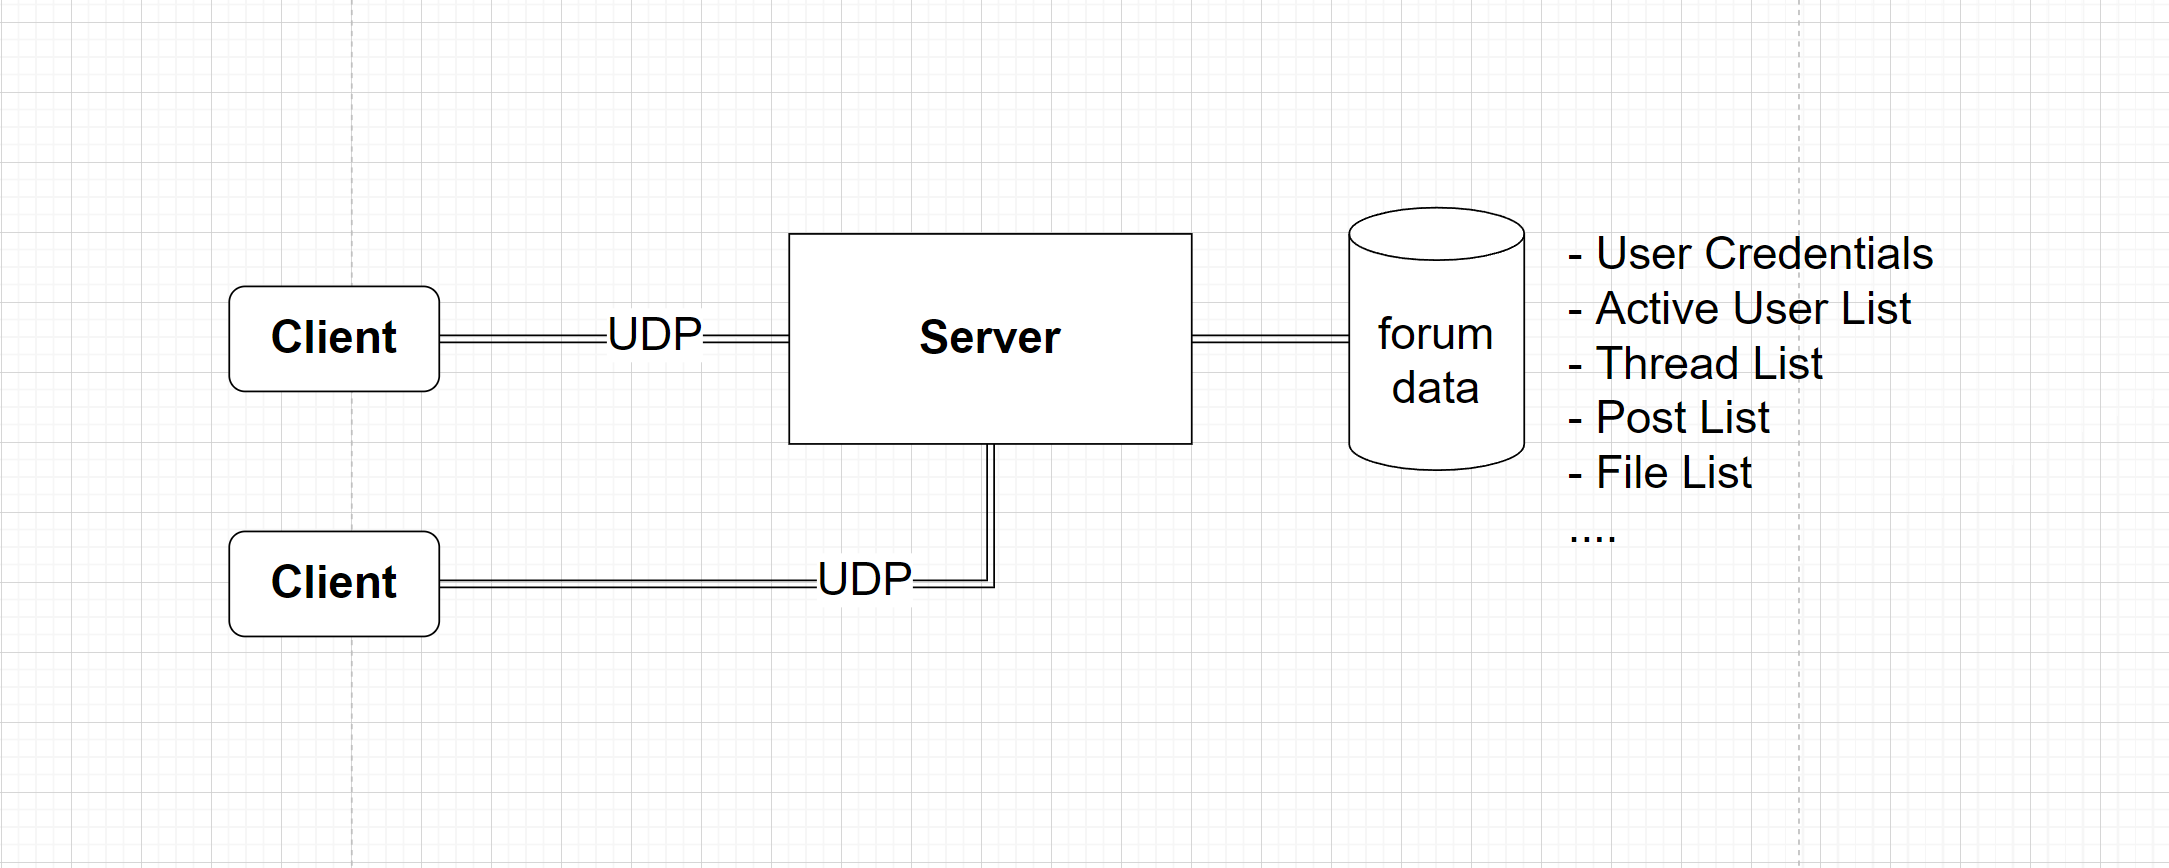 Client
UDP
Server
forum
data
- User Credentials
- Active User List
- Thread List
- Post List
- File List
....
Client
UDP